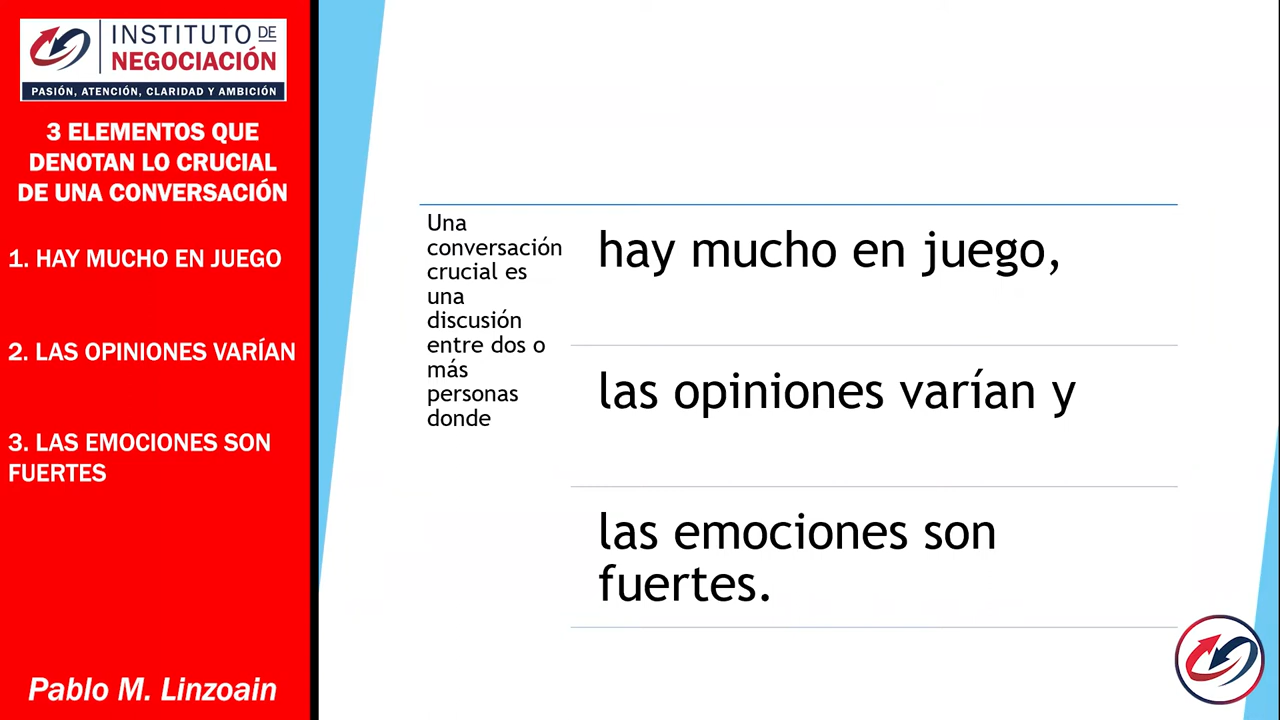 INSTITUTO DE
NEGOCIACIÓN
PASIÓN, ATENCIÓN, CLARIDAD Y AMBICIÓN
3 ELEMENTOS QUE
DENOTAN LO CRUCIAL
DE UNA CONVERSACIÓN
1. HAY MUCHO EN JUEGO
2. LAS OPINIONES VARÍAN
3. LAS EMOCIONES SON
FUERTES
Pablo M. Linzoain
Una
conversación
crucial es
una
discusión
entre dos o
más
personas
donde
hay mucho en juego,
las opiniones varían y
las emociones son
fuertes.